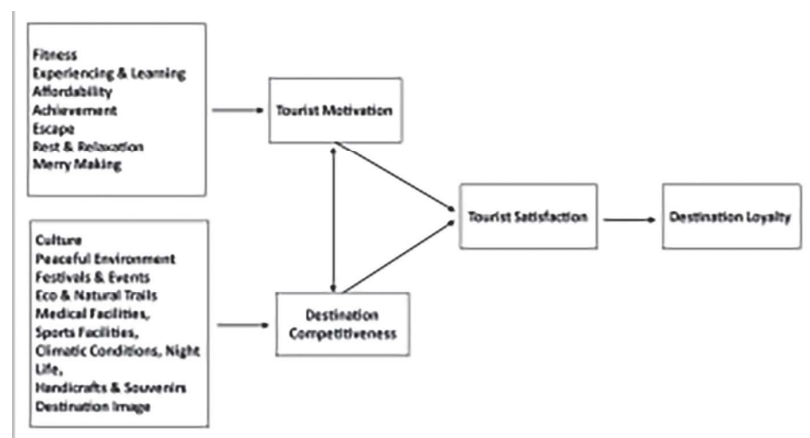 Fitness
Experiencing & Learning
Affordability
Achievement
Escape
Rest & Relaxation
Merry Making
Tourist Motivation
Tourist Satisfaction
Destination Loyalty
Culture
Peaceful Environment
Festivals & Events
Eco & Natural Trails
Medical Facilities,
Sports Facilities,
Climatic Conditions, Night
Life,
Handicrafts & Souvenirs
Destination Image
Destination
Competitiveness